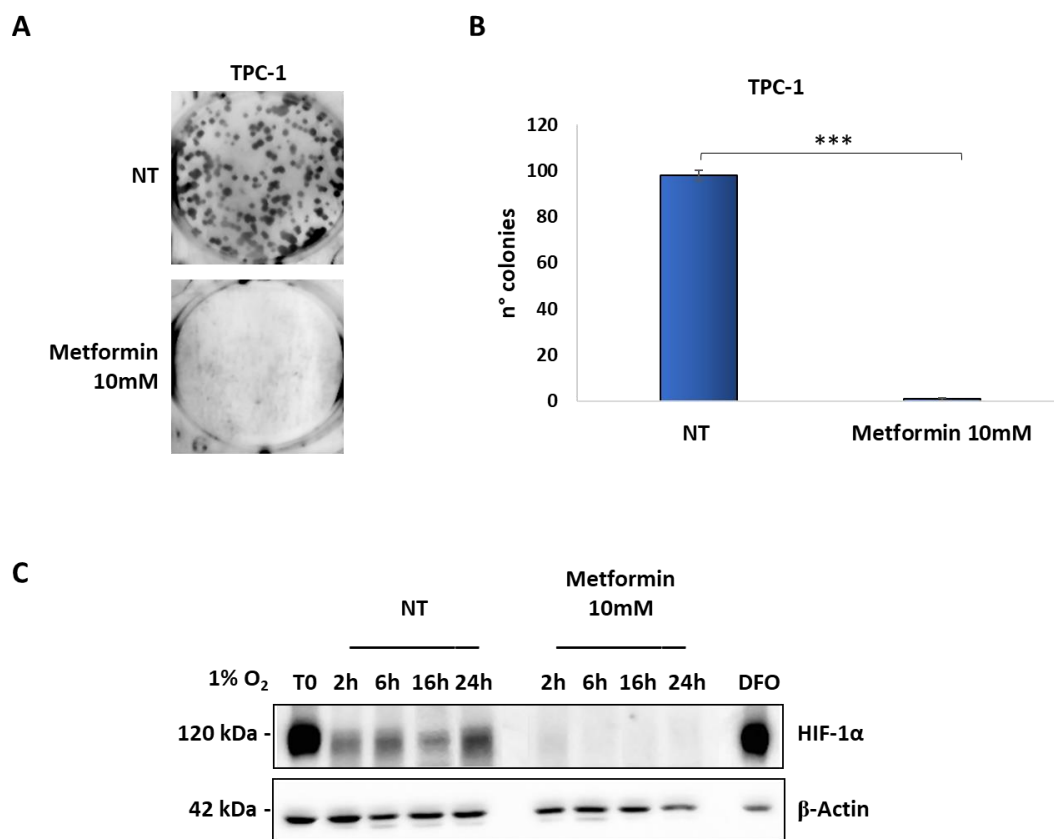 A
TPC-1
NT
Metformin
10mM
B
TPC-1
120
100
80
60
40
20
0
n° colonies
***
NT
Metformin 10mM
C
NT
Metformin
10mM
1% O₂ T0 2h 6h 16h 24h 2h 6h 16h 24h DFO
120 kDa - HIF-1α
42 kDa - β-Actin